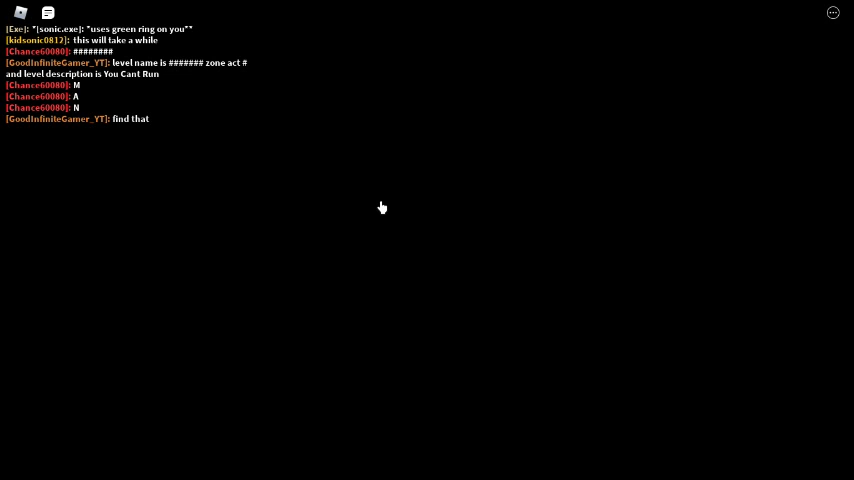 [Exe]: *[sonic.exe]: *uses green ring on you**
[kidsonic0812]: this will take a while
[Chance60080]: ########
[GoodInfiniteGamer_YT]: level name is ####### zone act #
and level description is You Cant Run
[Chance60080]: M
[Chance60080]: A
[Chance60080]: N
[GoodInfiniteGamer_YT]: find that